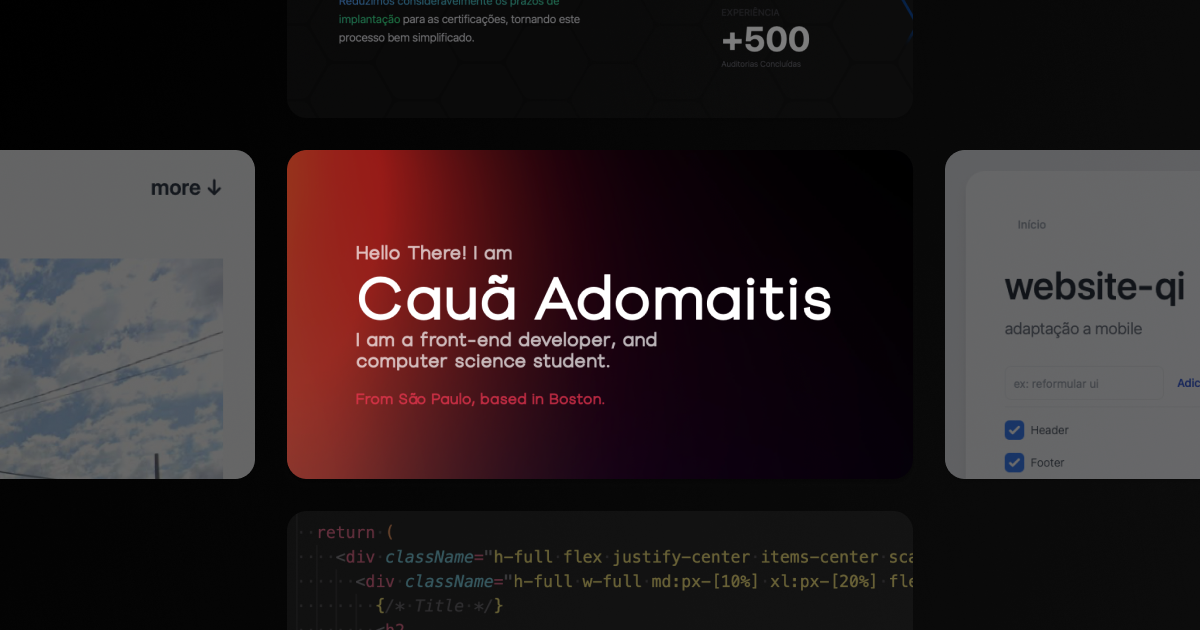 Reduzimos consideravelmente os prazos de
implantação para as certificações, tornando este
processo bem simplificado.
EXPERIÊNCIA
+500
Auditorias Concluídas
more ↓
Hello There! I am
Cauã Adomaitis
I am a front-end developer, and
computer science student.
From São Paulo, based in Boston.
Início
website-qi
adaptação a mobile
ex: reformular ui
Adic
Header
Footer
return (
<div className="h-full flex justify-center items-center sca
<div className="h-full w-full md:px-[10%] xl:px-[20%] fle
{/* Title */}
<h2